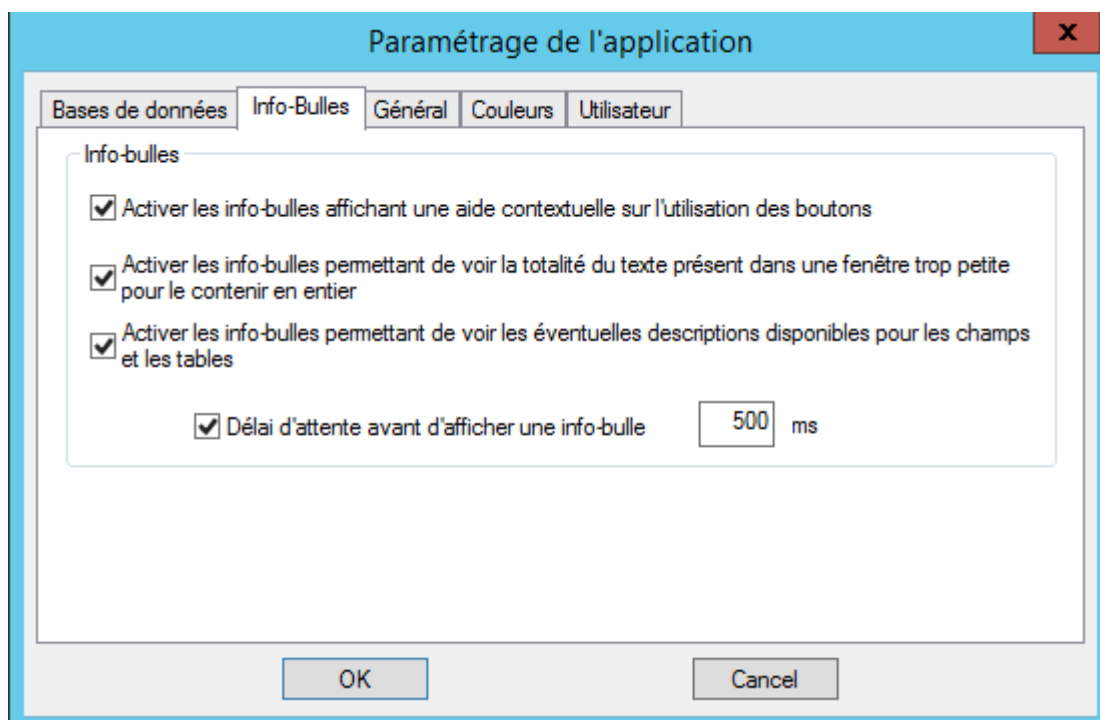 Paramétrage de l'application
x
Bases de données Info-Bulles Général Couleurs Utilisateur
Info-bulles
Activer les info-bulles affichant une aide contextuelle sur l'utilisation des boutons
Activer les info-bulles permettant de voir la totalité du texte présent dans une fenêtre trop petite
pour le contenir en entier
Activer les info-bulles permettant de voir les éventuelles descriptions disponibles pour les champs
et les tables
Délai d'attente avant d'afficher une info-bulle 500 ms
OK Cancel